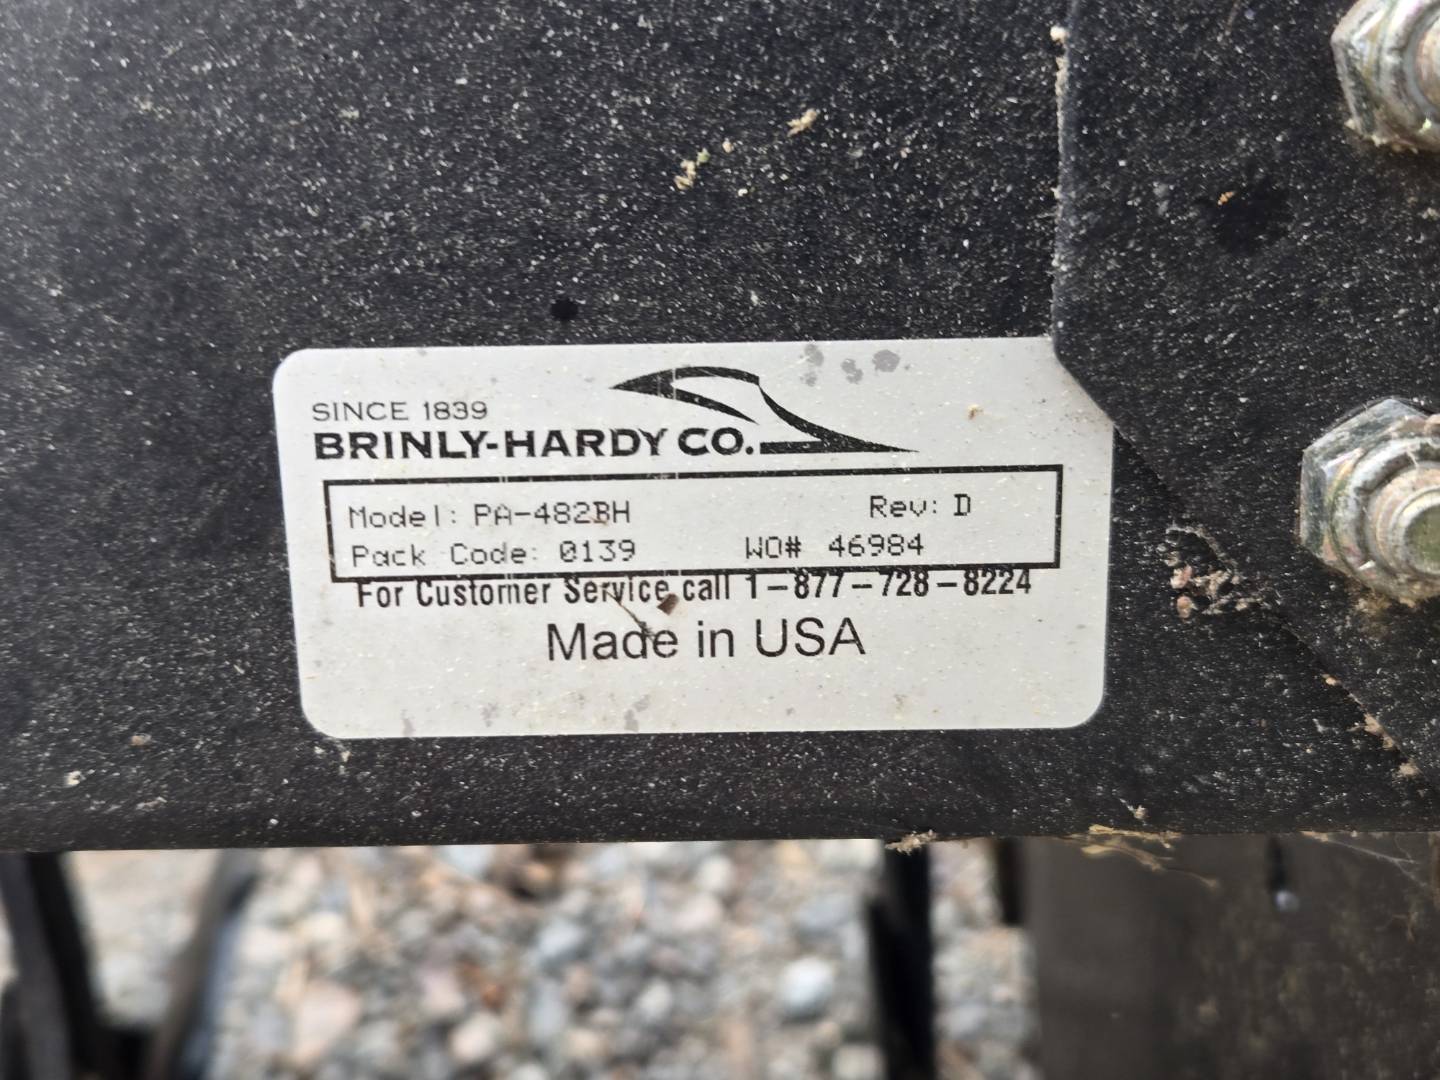 SINCE 1839
BRINLY-HARDY CO.
Model: PA-482BH Rev: D
Pack Code: 0139 WO# 46984
For Customer Service call 1-877-728-8224
Made in USA